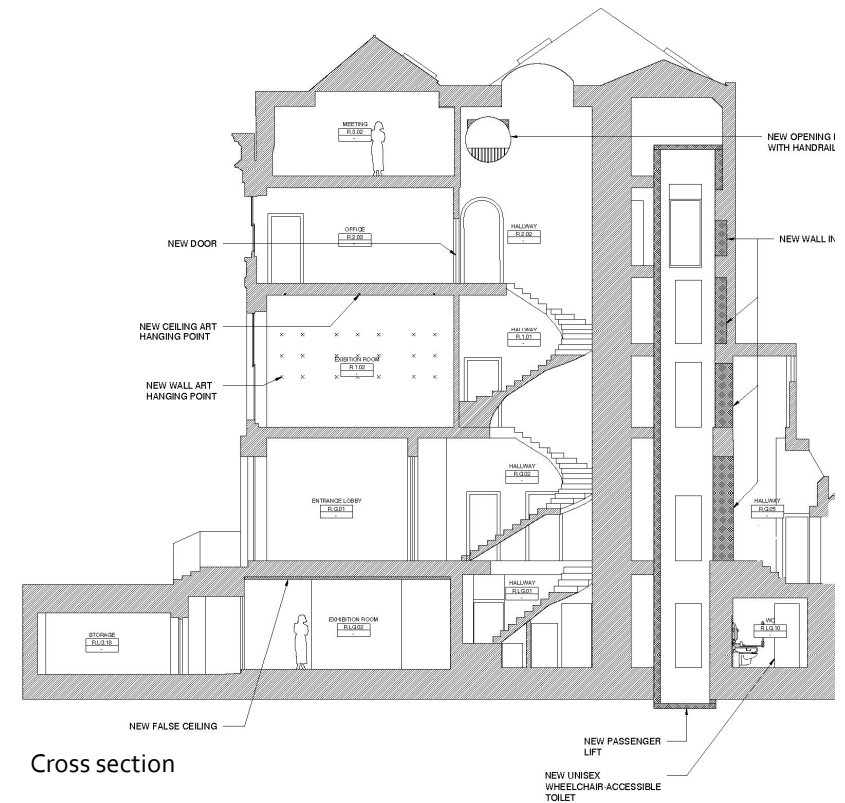 MEETING
R.3.02
-
NEW OPENING I
WITH HANDRAIL
OFFICE
R.2.03
-
HALLWAY
R.2.02
-
NEW DOOR
NEW WALL IN
NEW CEILING ART
HANGING POINT
HALLWAY
R.1.01
-
EXIBITION ROOM
R.1.02
-
NEW WALL ART
HANGING POINT
HALLWAY
R.G.02
-
ENTRANCE LOBBY
R.G.01
-
HALLWAY
R.G.05
-
HALLWAY
R.LG.01
-
EXHIBITION ROOM
R.LG.02
-
STORAGE
R.LG.18
-
WC
R.LG.10
-
NEW FALSE CEILING
NEW PASSENGER
LIFT
Cross section
NEW UNISEX
WHEELCHAIR-ACCESSIBLE
TOILET